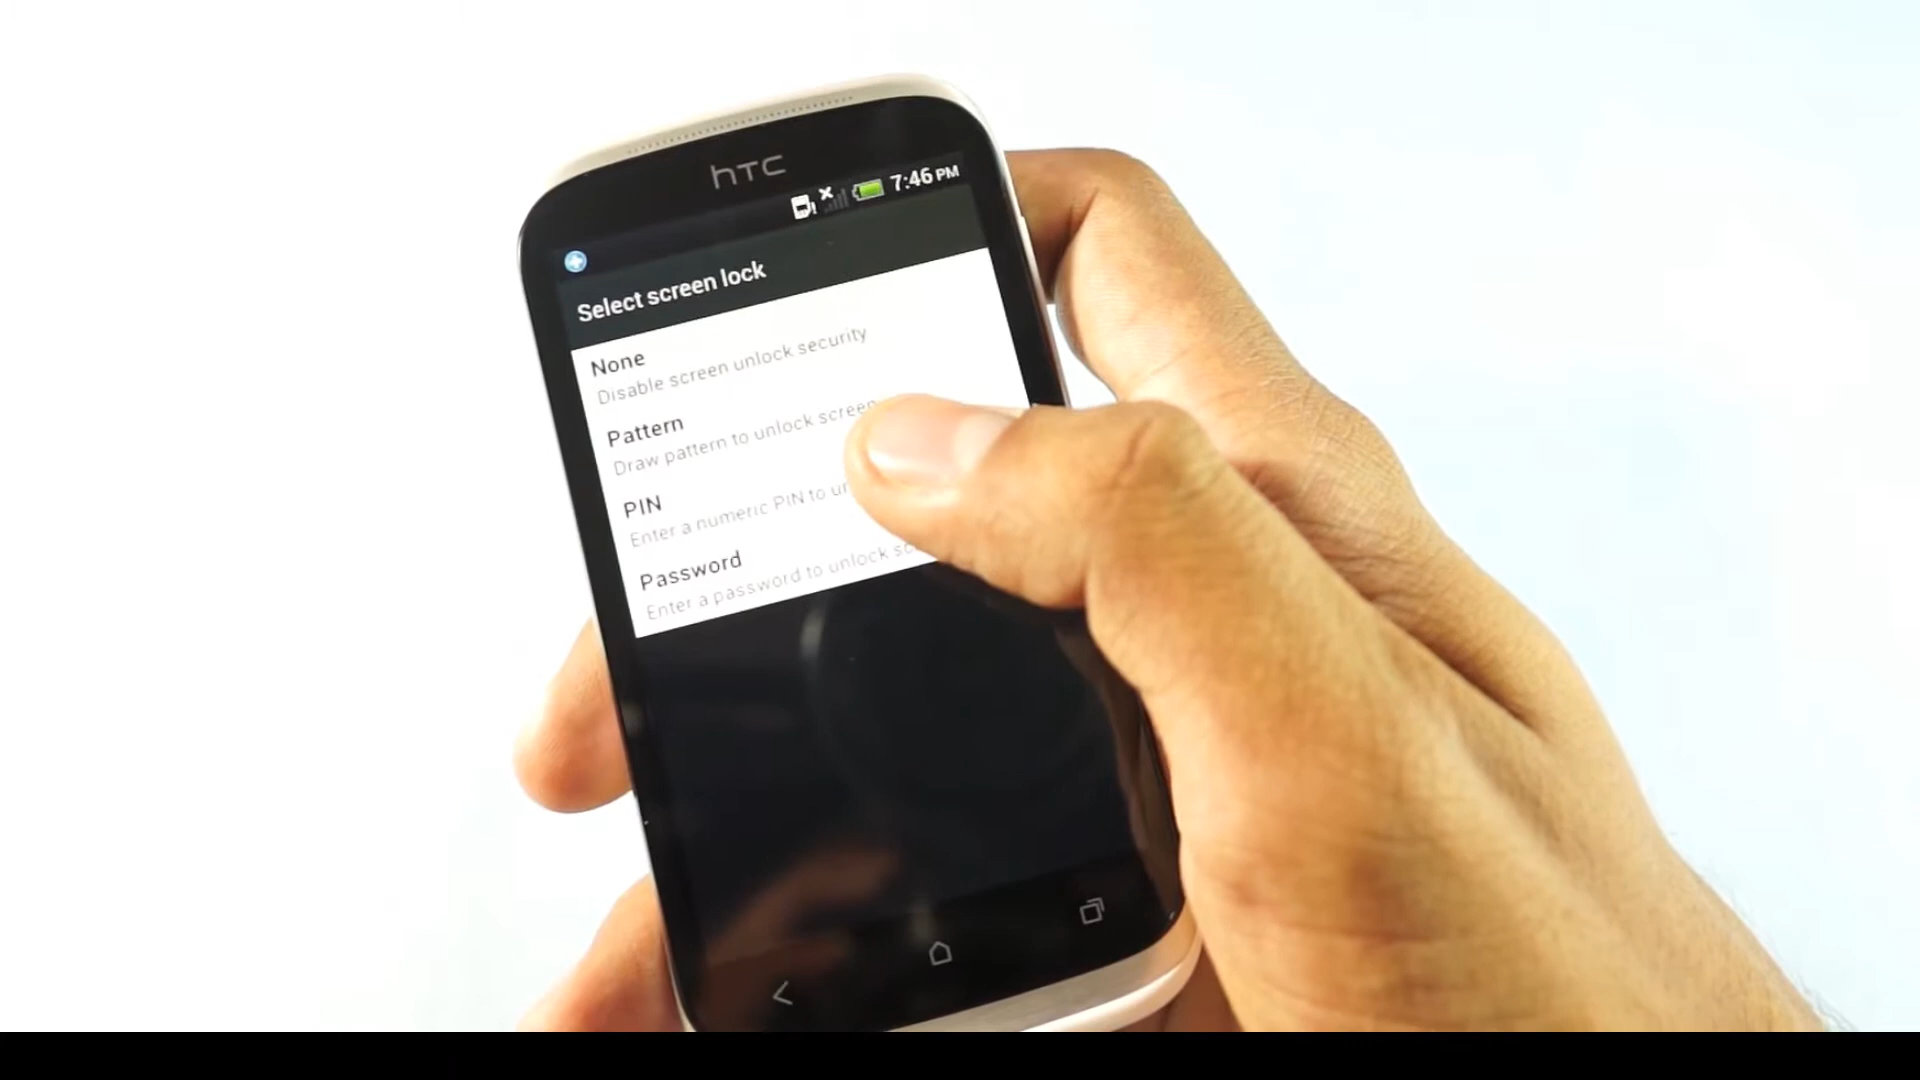 hTC
7:46 PM
Select screen lock
None
Disable screen unlock security
Pattern
Draw pattern to unlock screen
PIN
Enter a numeric PIN to
Password
Enter a password to unlock